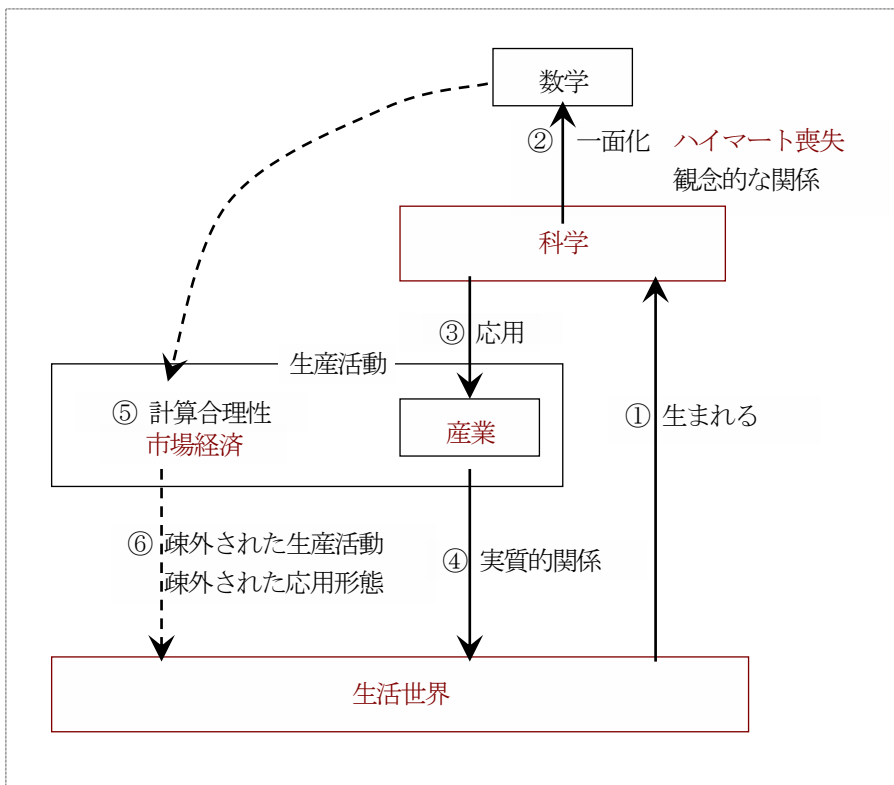 数学
② 一面化 ハイマート喪失
観念的な関係
科学
③ 応用
生産活動
⑤ 計算合理性
市場経済
産業
① 生まれる
⑥ 疎外された生産活動
疎外された応用形態
④ 実質的関係
生活世界